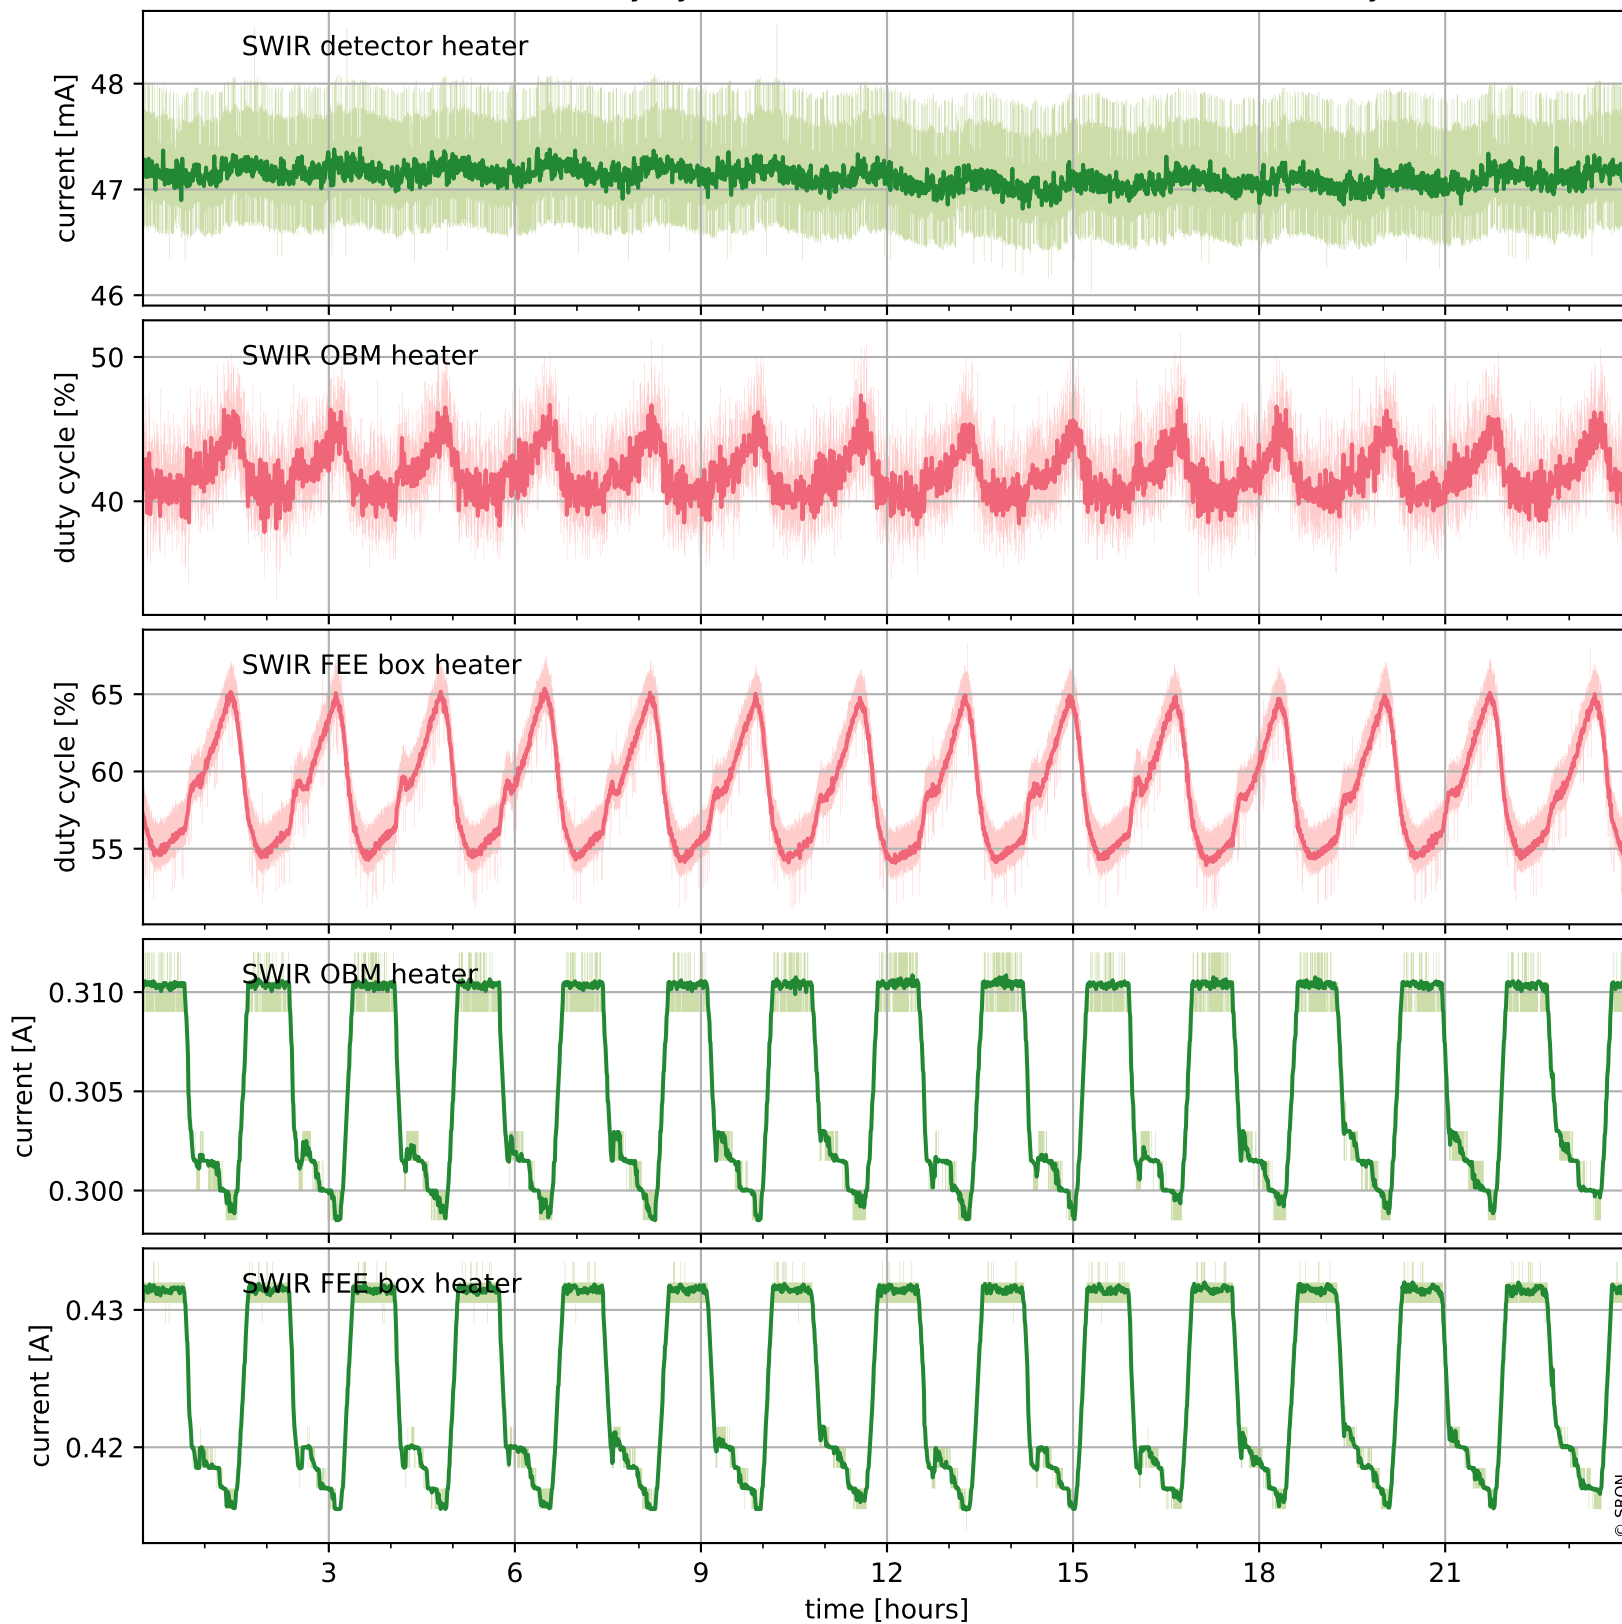 SWIR detector heater
current [mA]
48
47
46
SWIR OBM heater
duty cycle [%]
50
40
SWIR FEE box heater
duty cycle [%]
65
60
55
SWIR OBM heater
current [A]
0.310
0.305
0.300
SWIR FEE box heater
current [A]
0.43
0.42
3 6 9 12 15 18 21
time [hours]
© SRON